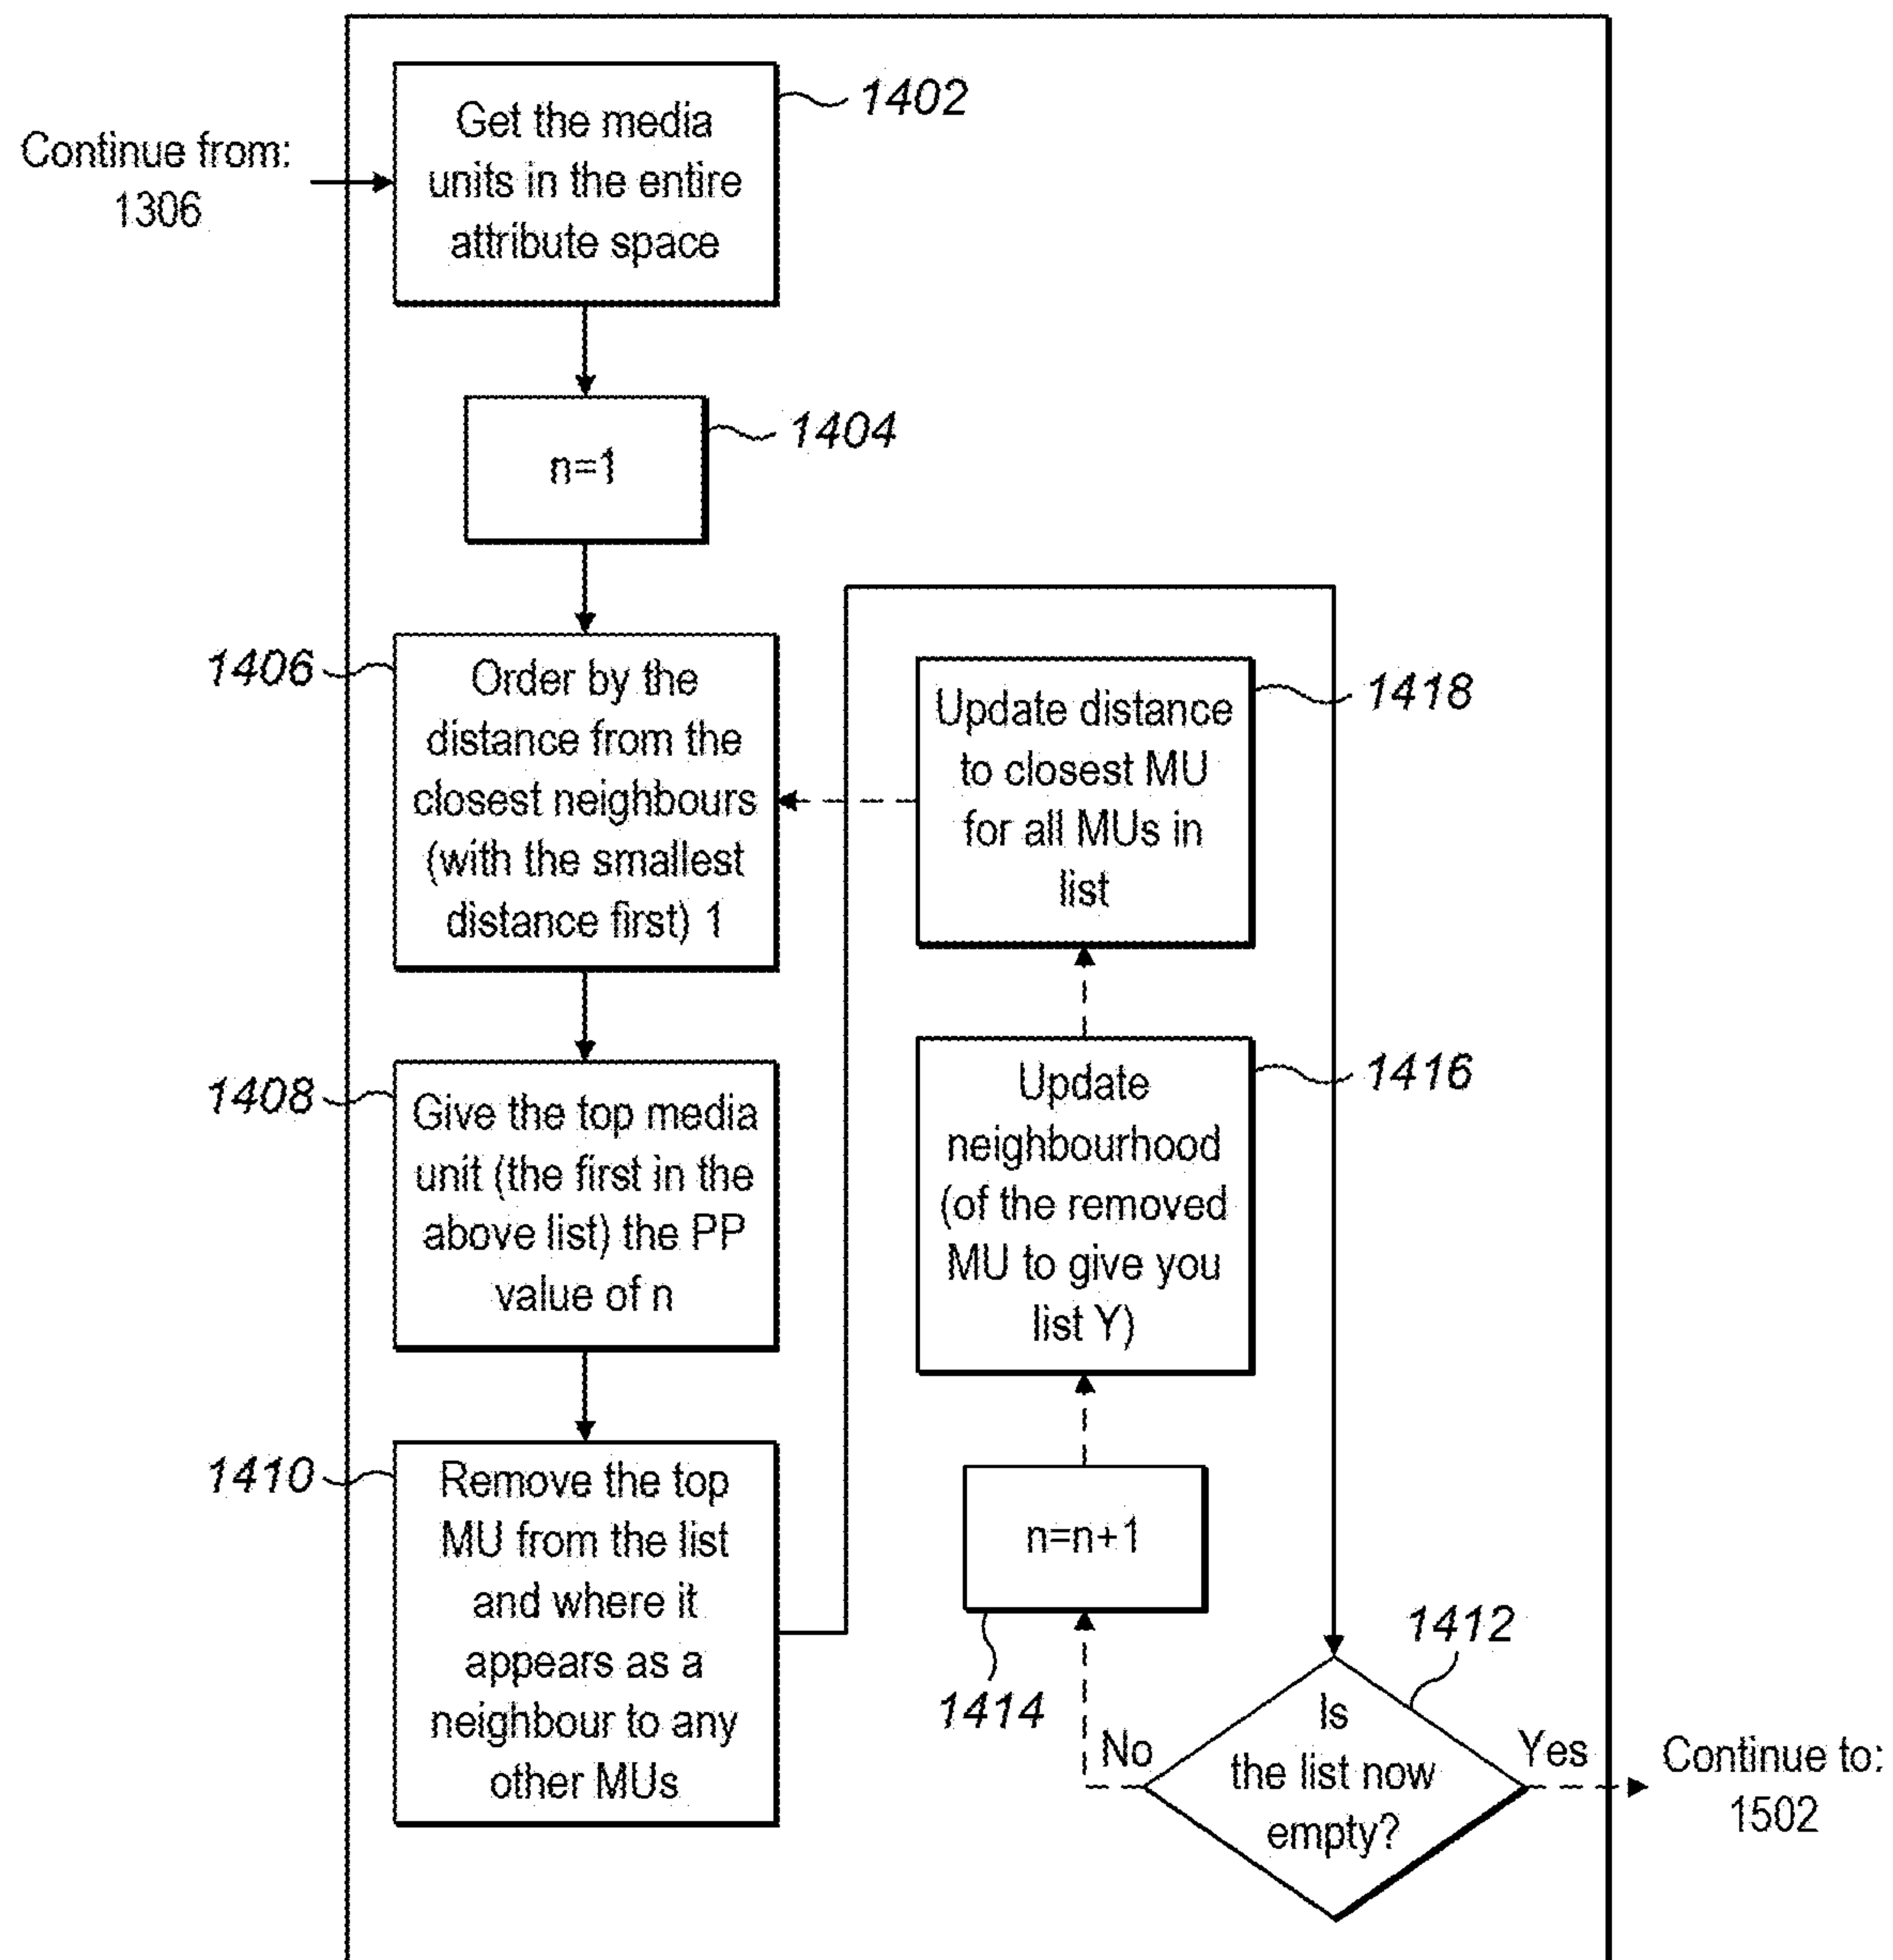 Continue from:
1306
Get the media
units in the entire
attribute space
1402
n=1
1404
1406
Order by the
distance from the
closest neighbours
(with the smallest
distance first) 1
1408
Give the top media
unit (the first in the
above list) the PP
value of n
1410
Remove the top
MU from the list
and where it
appears as a
neighbour to any
other MUs
Update distance
to closest MU
for all MUs in
list
1418
Update
neighbourhood
(of the removed
MU to give you
list Y)
1416
n=n+1
1414
1412
Is
the list now
empty?
No
Yes
Continue to:
1502